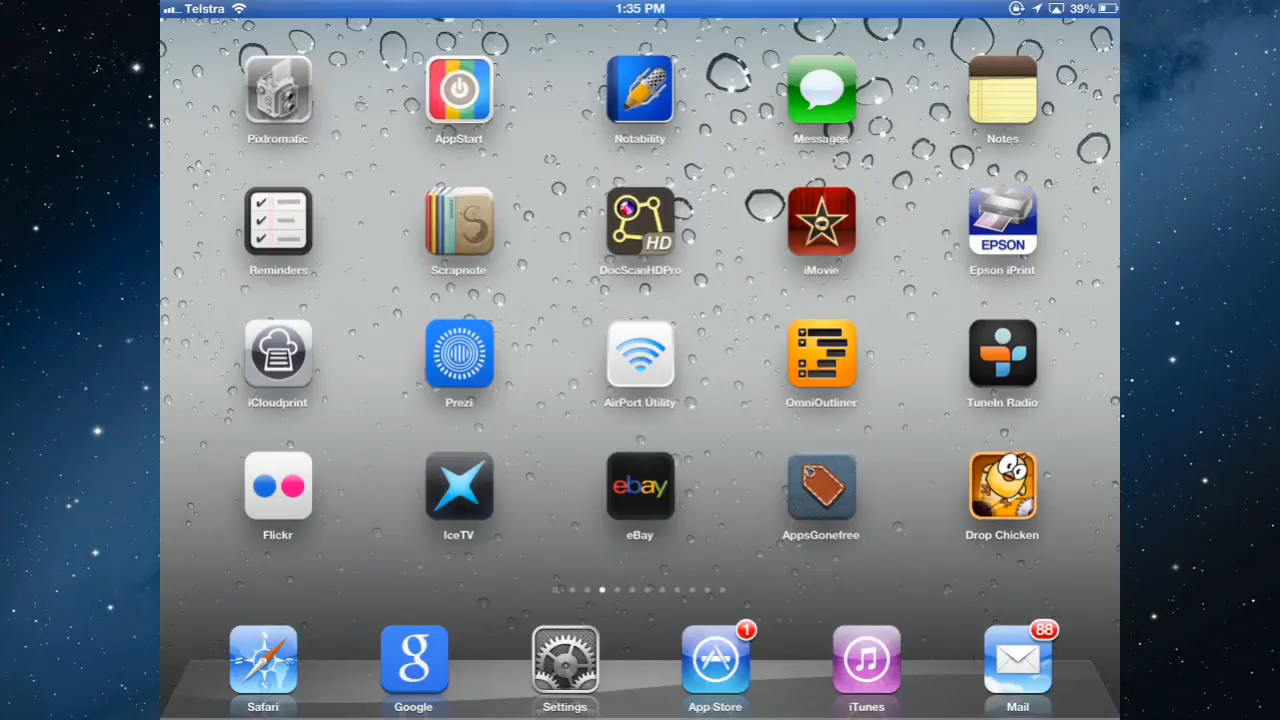 Telstra 1:35 PM 39%
Pixlromatic AppStart Notability Messages Notes
HD EPSON
Reminders Scrapnote DocScanHDPro iMovie Epson iPrint
iCloudprint Prezi AirPort Utility OmniOutliner TuneIn Radio
ebay
Flickr IceTV eBay AppsGonefree Drop Chicken
1 88
g
Safari Google Settings App Store iTunes Mail